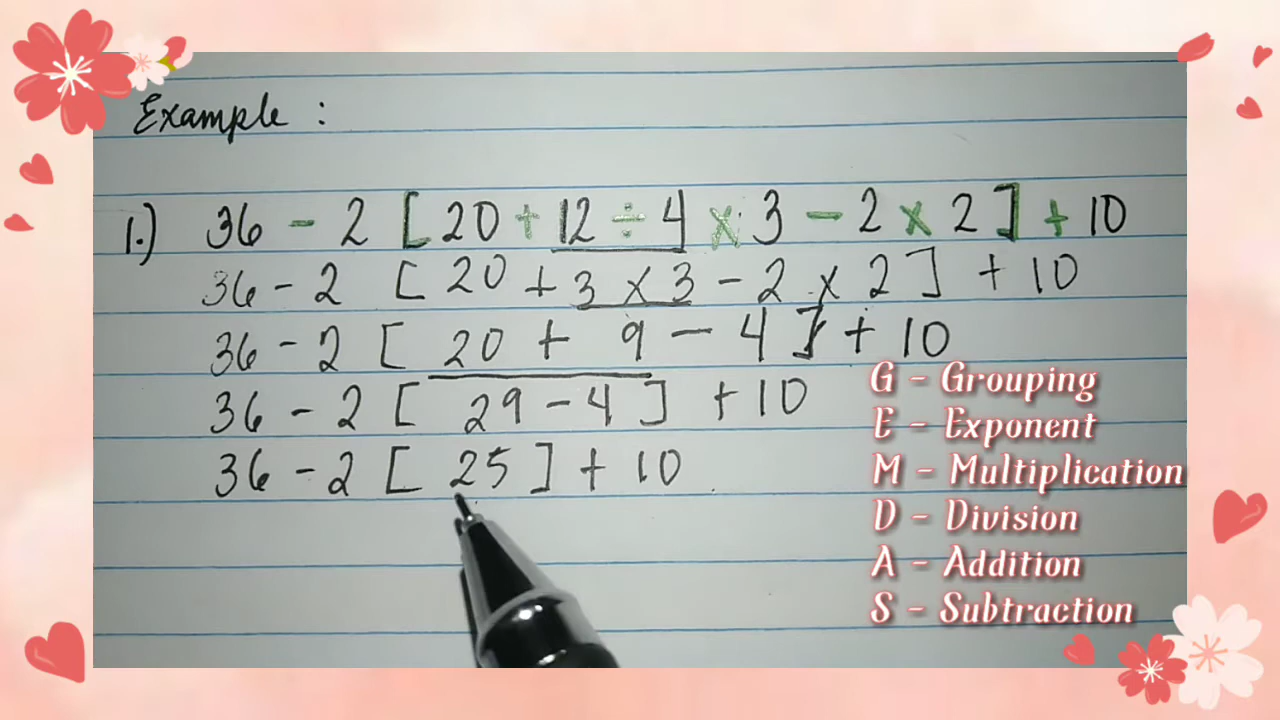 Example :
1.) 36 - 2 [ 20 + 12 ÷ 4 × 3 - 2 × 2 ] + 10
36 - 2 [ 20 + 3 × 3 - 2 × 2 ] + 10
36 - 2 [ 20 + 9 - 4 ] + 10
36 - 2 [ 29 - 4 ] + 10
36 - 2 [ 25 ] + 10
G - Grouping
E - Exponent
M - Multiplication
D - Division
A - Addition
S - Subtraction